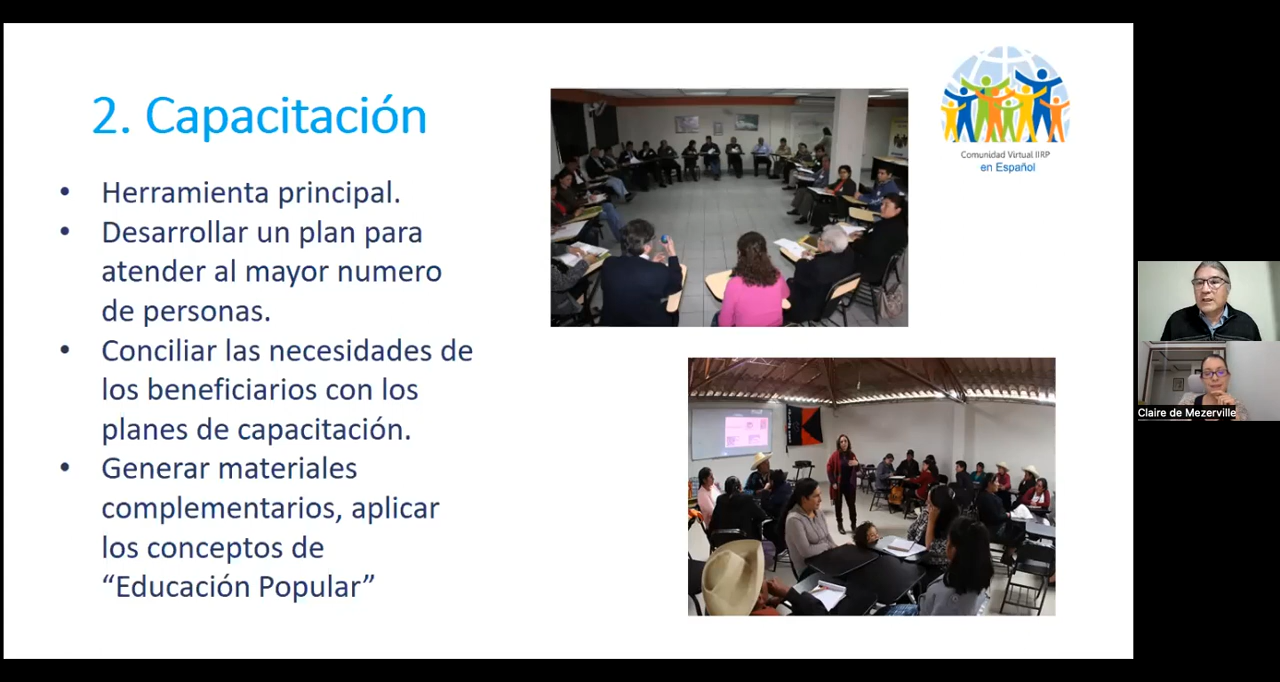 2. Capacitación
• Herramienta principal.
• Desarrollar un plan para
atender al mayor numero
de personas.
• Conciliar las necesidades de
los beneficiarios con los
planes de capacitación.
• Generar materiales
complementarios, aplicar
los conceptos de
“Educación Popular”
Comunidad Virtual IIRP
en Español
Claire de Mezerville